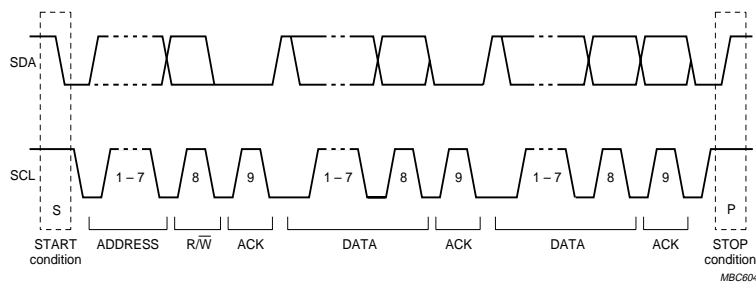 SDA
SCL
1 – 7 8 9 1 – 7 8 9 1 – 7 8 9
S P
START condition ADDRESS R/W̅ ACK DATA ACK DATA ACK STOP condition
MBC604